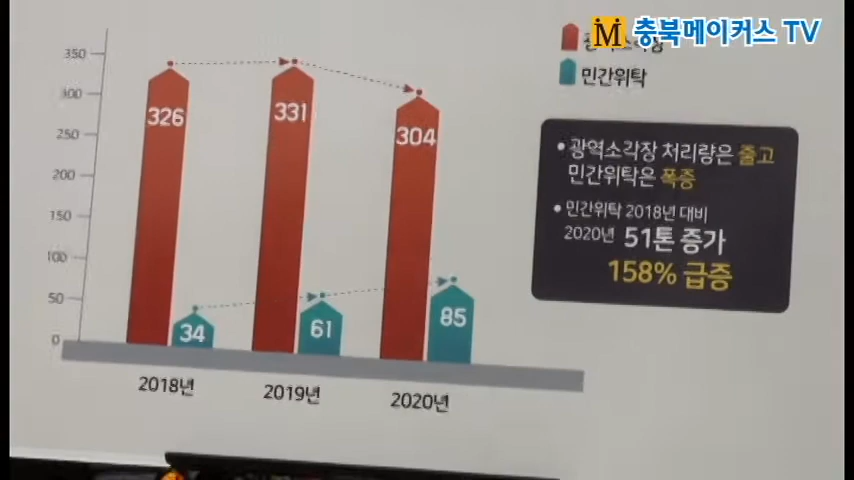 충북메이커스 TV
민간위탁
350
300
250
200
150
100
50
0
326
331
304
34
61
85
2018년
2019년
2020년
• 광역소각장 처리량은 줄고
민간위탁은 폭증
• 민간위탁 2018년 대비
2020년 51톤 증가
158% 급증